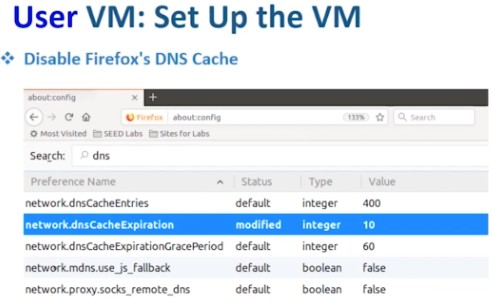 User VM: Set Up the VM
❖ Disable Firefox's DNS Cache
about:config × +
Firefox about:config 133% Search
Most Visited SEED Labs Sites for Labs
Search: dns
Preference Name Status Type Value
network.dnsCacheEntries default integer 400
network.dnsCacheExpiration modified integer 10
network.dnsCacheExpirationGracePeriod default integer 60
network.mdns.use_js_fallback default boolean false
network.proxy.socks_remote_dns default boolean false